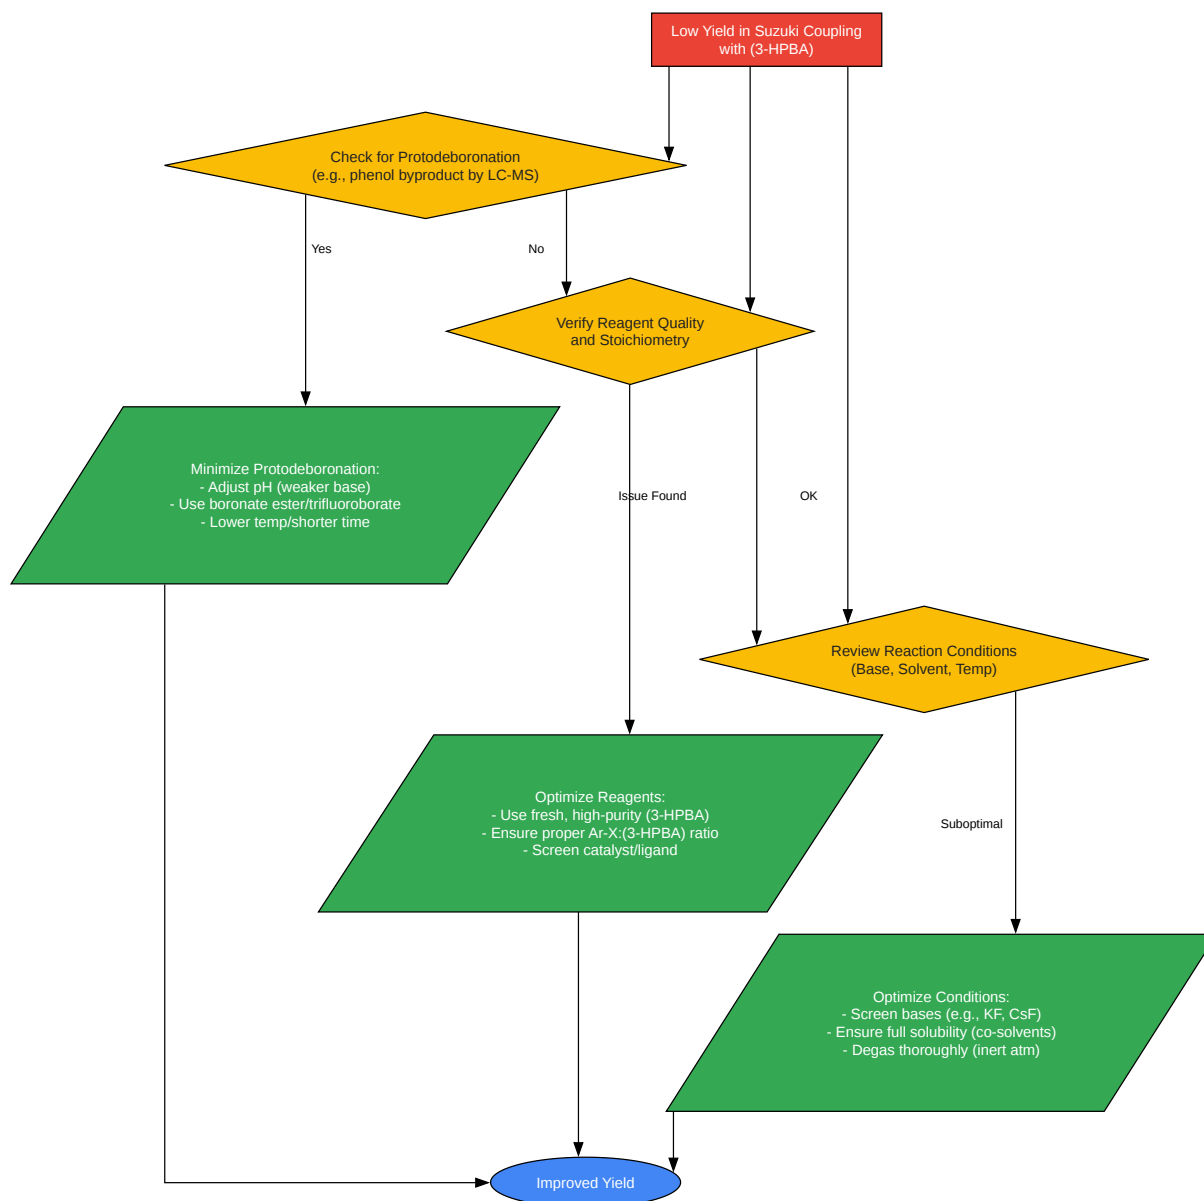 Low Yield in Suzuki Coupling
with (3-HPBA)
Check for Protodeboronation
(e.g., phenol byproduct by LC-MS)
Yes
No
Verify Reagent Quality
and Stoichiometry
Minimize Protodeboronation:
- Adjust pH (weaker base)
- Use boronate ester/trifluoroborate
- Lower temp/shorter time
Issue Found
OK
Review Reaction Conditions
(Base, Solvent, Temp)
Optimize Reagents:
- Use fresh, high-purity (3-HPBA)
- Ensure proper Ar-X:(3-HPBA) ratio
- Screen catalyst/ligand
Suboptimal
Optimize Conditions:
- Screen bases (e.g., KF, CsF)
- Ensure full solubility (co-solvents)
- Degas thoroughly (inert atm)
Improved Yield